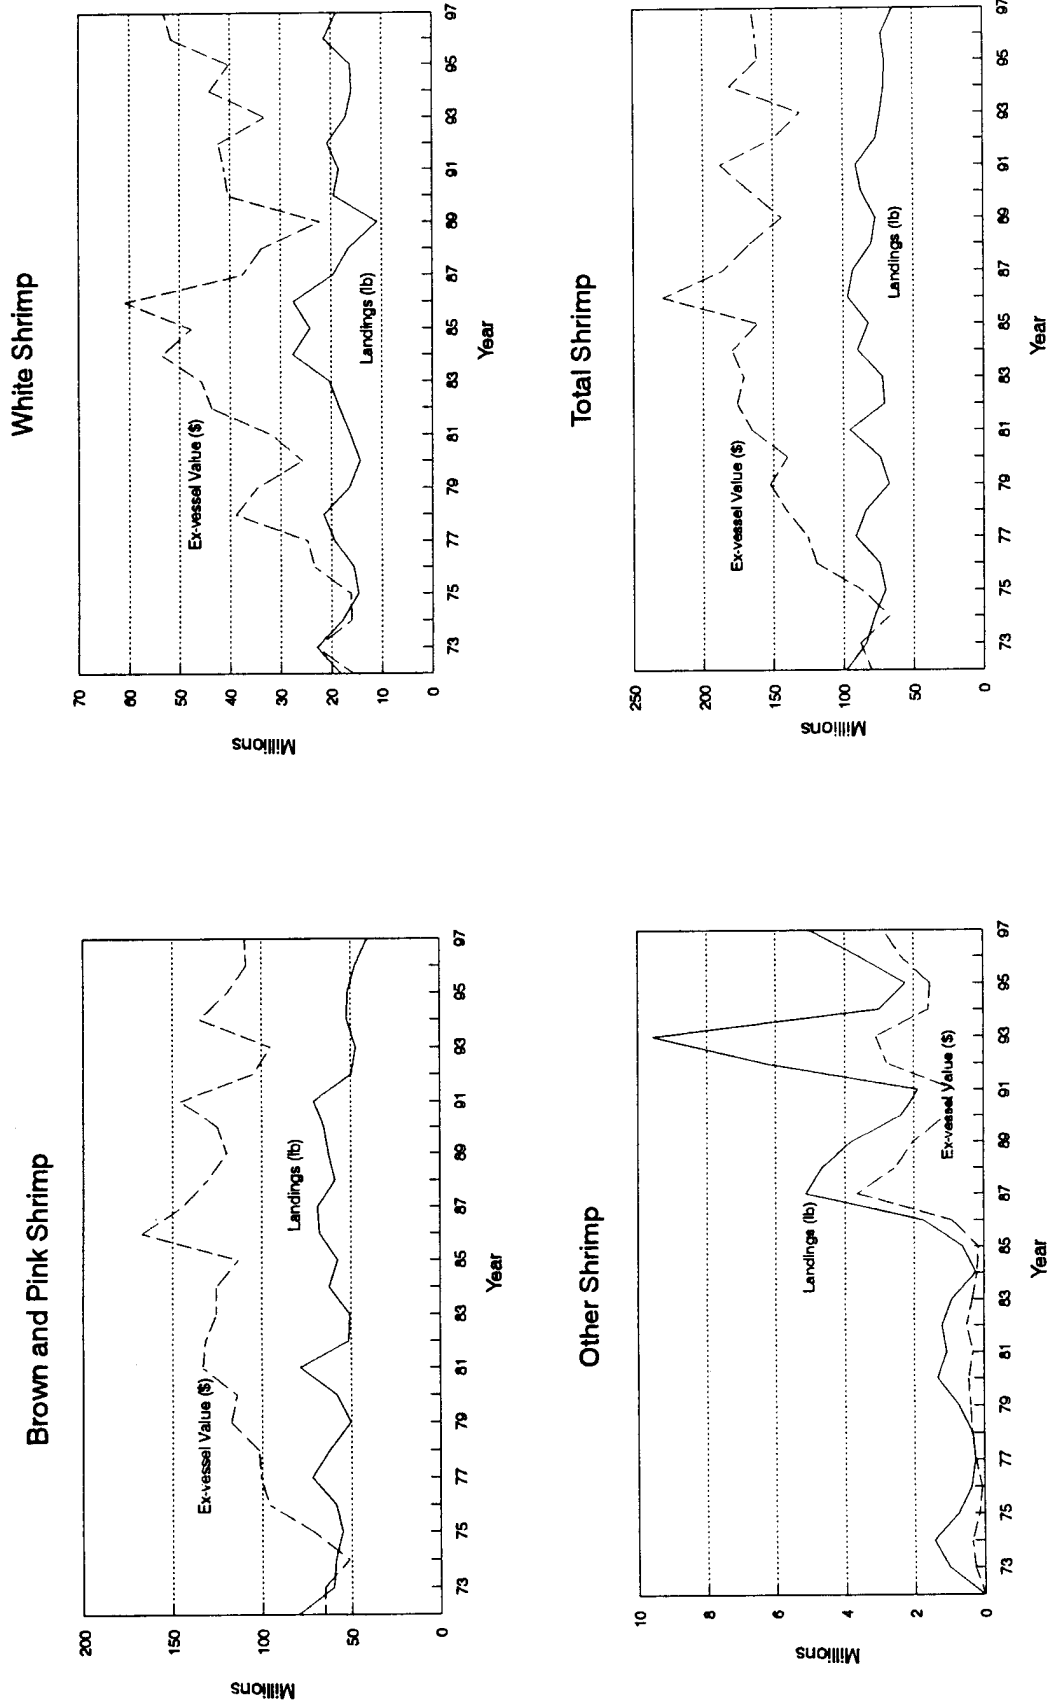 Brown and Pink Shrimp
200
150
100
50
0
Millions
Ex-vessel Value ($)
Landings (lb)
73 75 77 79 81 83 85 87 89 91 93 95 97
Year
White Shrimp
70
60
50
40
30
20
10
0
Millions
Ex-vessel Value ($)
Landings (lb)
73 75 77 79 81 83 85 87 89 91 93 95 97
Year
Other Shrimp
10
8
6
4
2
0
Millions
Landings (lb)
Ex-vessel Value ($)
73 75 77 79 81 83 85 87 89 91 93 95 97
Year
Total Shrimp
250
200
150
100
50
0
Millions
Ex-vessel Value ($)
Landings (lb)
73 75 77 79 81 83 85 87 89 91 93 95 97
Year